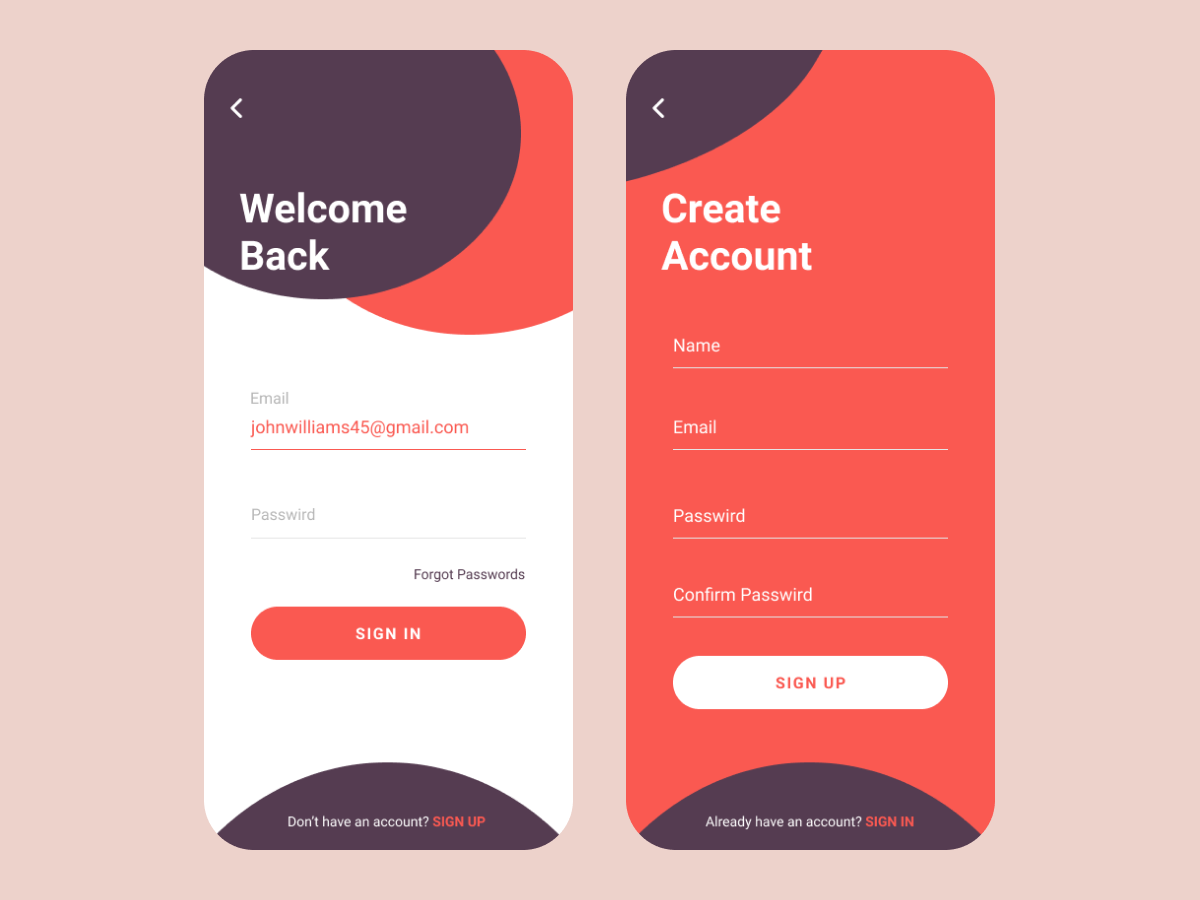 Welcome
Back
Email
johnwilliams45@gmail.com
Passwird
Forgot Passwords
SIGN IN
Don't have an account? SIGN UP
Create
Account
Name
Email
Passwird
Confirm Passwird
SIGN UP
Already have an account? SIGN IN